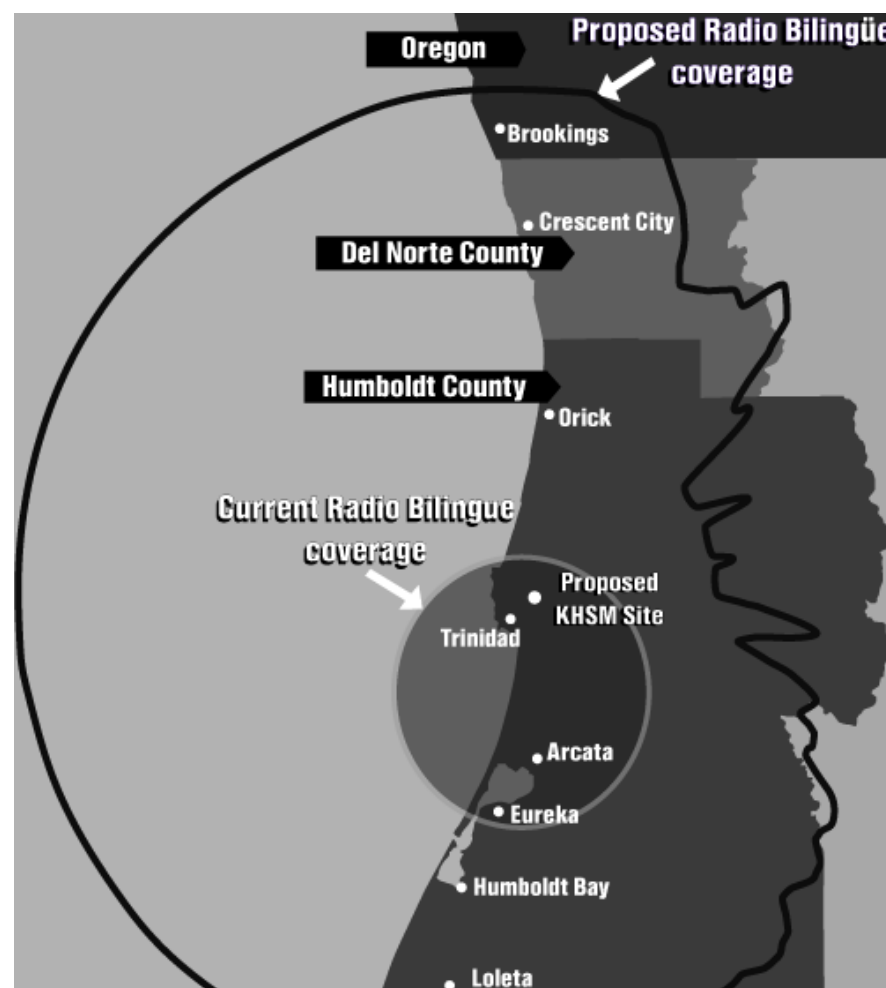 Oregon
Proposed Radio Bilingüe
coverage
Brookings
Crescent City
Del Norte County
Humboldt County
Orick
Current Radio Bilingue
coverage
Proposed
KHSM Site
Trinidad
Arcata
Eureka
Humboldt Bay
Loleta